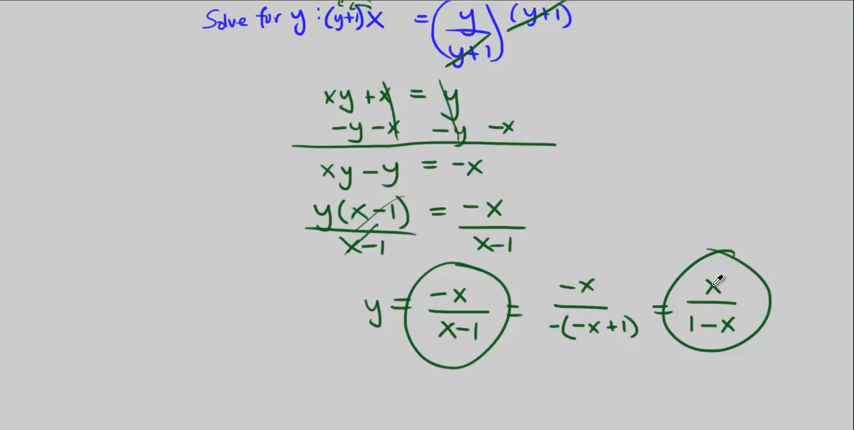 Solve for y : (y+1)x = (y/y+1) (y+1)
xy + x = y
-y -x -y -x
xy - y = -x
y(x-1)/x-1 = -x/x-1
y = -x/x-1 = -x/-(-x+1) = x/1-x